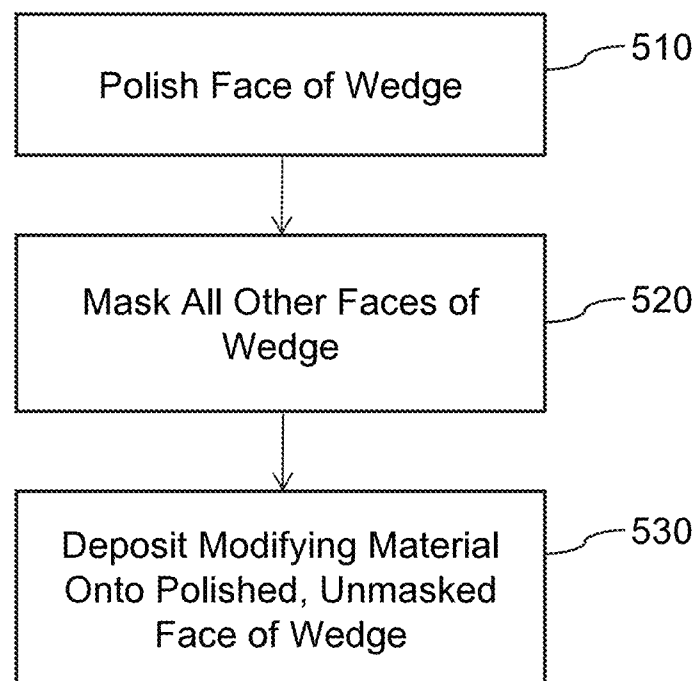 Polish Face of Wedge
510
Mask All Other Faces of
Wedge
520
Deposit Modifying Material
Onto Polished, Unmasked
Face of Wedge
530